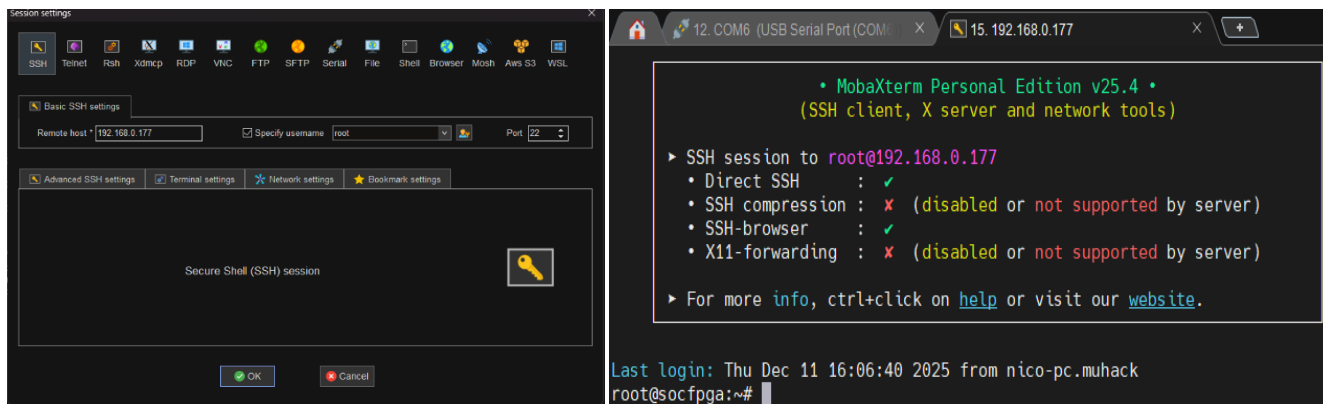 Session settings
SSH Telnet Rsh Xdmcp RDP VNC FTP SFTP Serial File Shell Browser Mosh Aws S3 WSL
Basic SSH settings
Remote host * 192.168.0.177 Specify username root Port 22
Advanced SSH settings Terminal settings Network settings Bookmark settings
Secure Shell (SSH) session
OK Cancel
12. COM6 (USB Serial Port (COM6 15. 192.168.0.177
• MobaXterm Personal Edition v25.4 •
(SSH client, X server and network tools)
➤ SSH session to root@192.168.0.177
• Direct SSH : ✔
• SSH compression : ✘ (disabled or not supported by server)
• SSH-browser : ✔
• X11-forwarding : ✘ (disabled or not supported by server)
➤ For more info, ctrl+click on help or visit our website.
Last login: Thu Dec 11 16:06:40 2025 from nico-pc.muhack
root@socfpga:~#